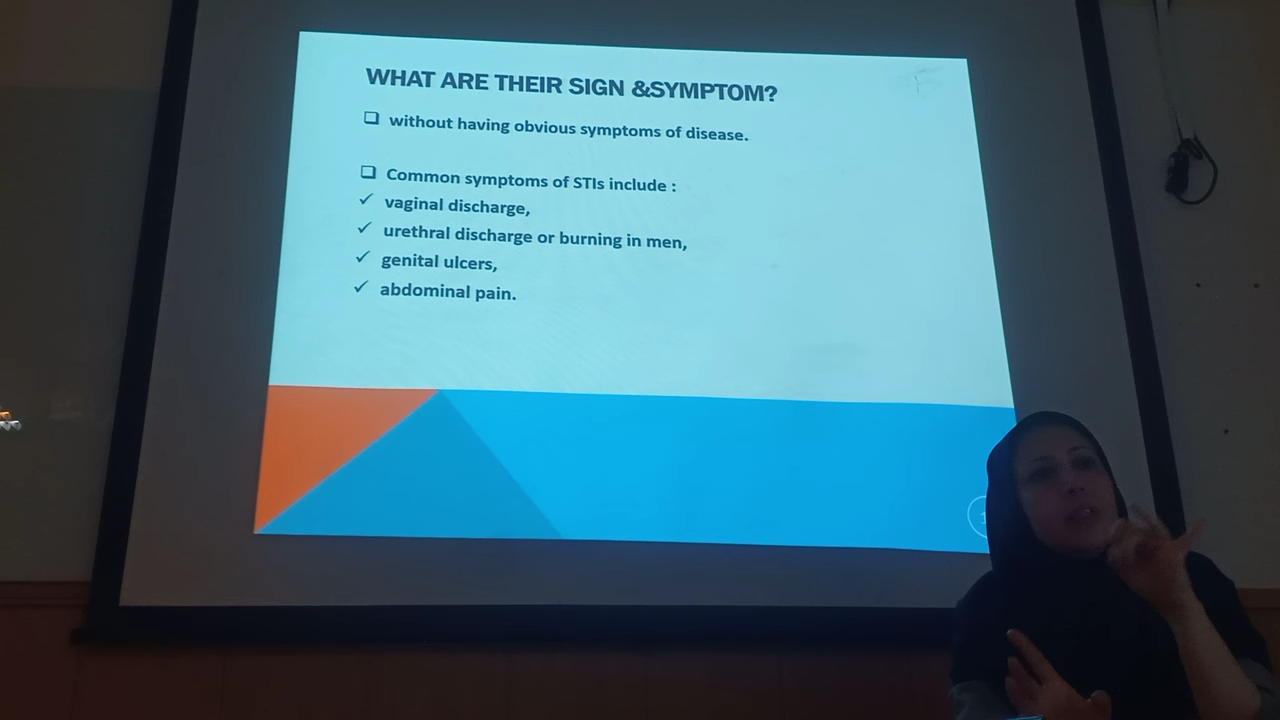 WHAT ARE THEIR SIGN &SYMPTOM?
❑ without having obvious symptoms of disease.
❑ Common symptoms of STIs include :
✓ vaginal discharge,
✓ urethral discharge or burning in men,
✓ genital ulcers,
✓ abdominal pain.